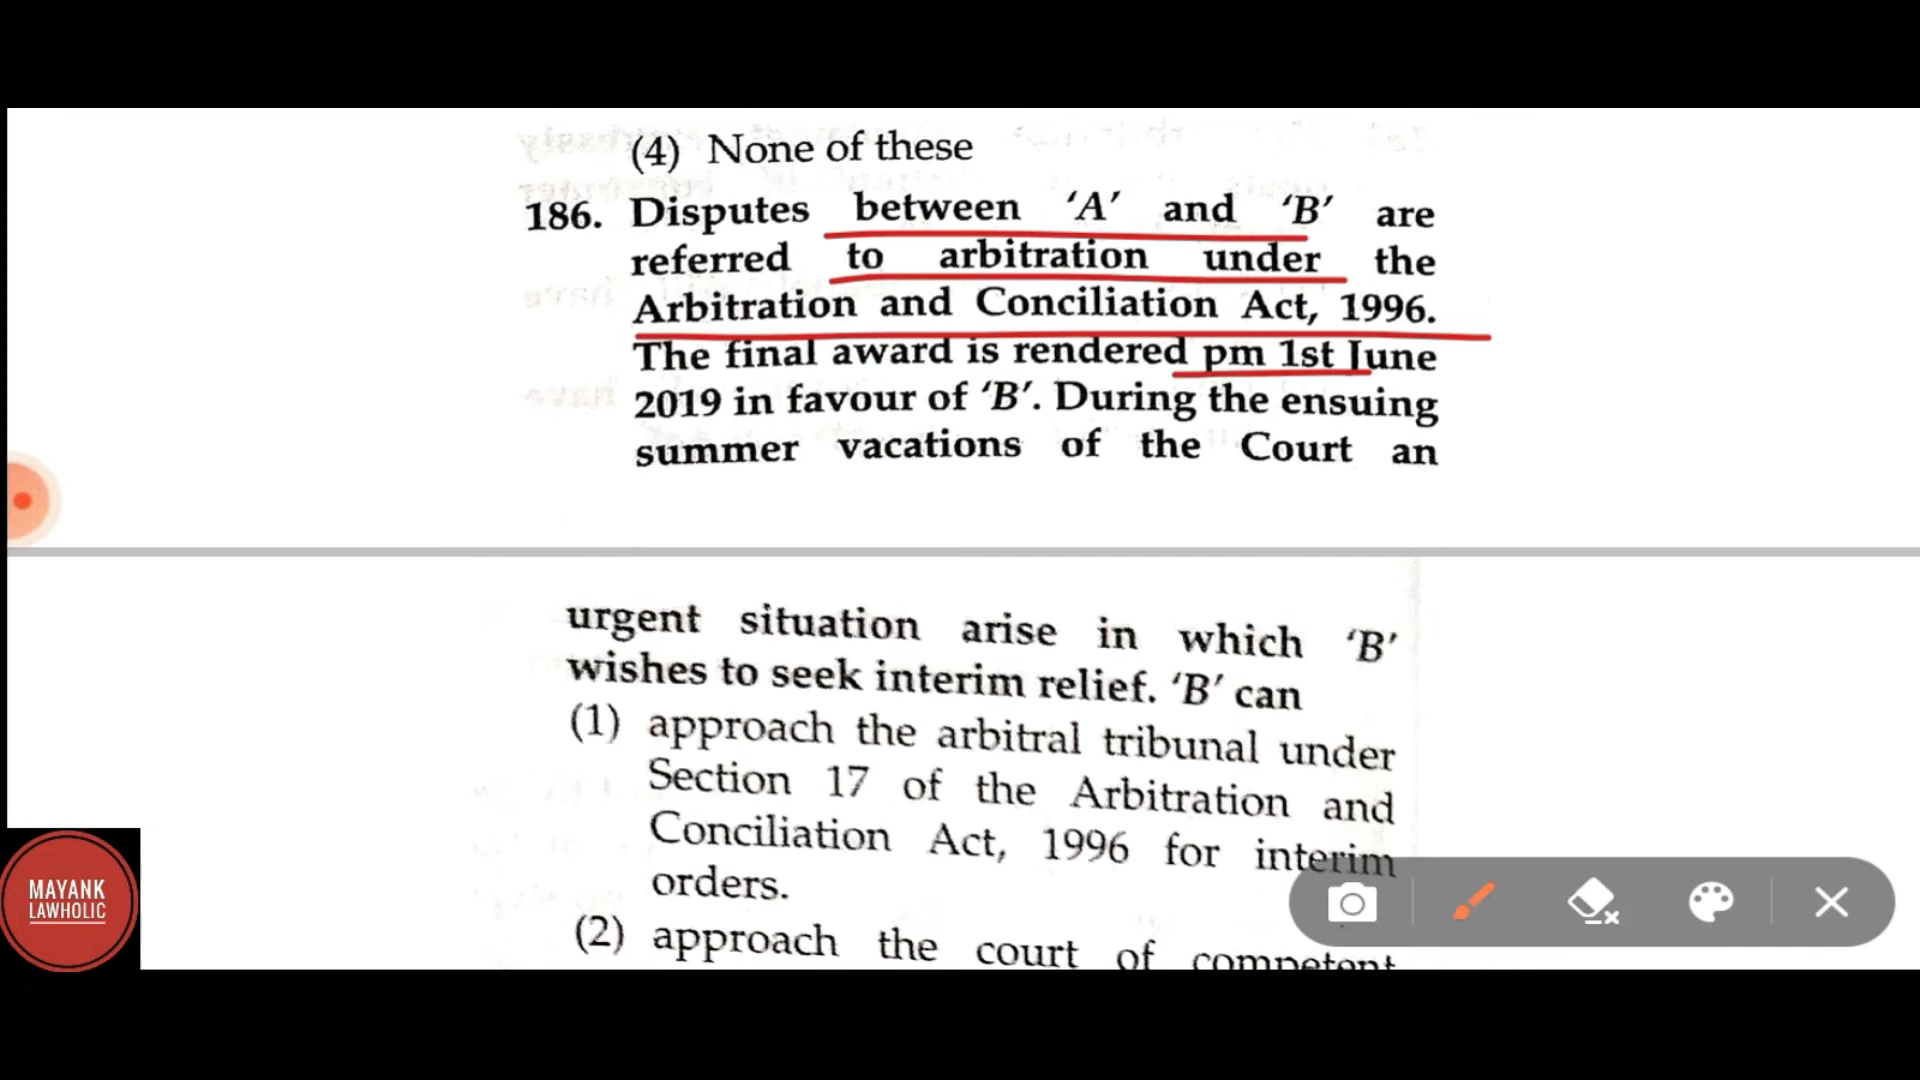 (4) None of these
186. Disputes between ‘A’ and ‘B’ are
referred to arbitration under the
Arbitration and Conciliation Act, 1996.
The final award is rendered pm 1st June
2019 in favour of ‘B’. During the ensuing
summer vacations of the Court an
urgent situation arise in which ‘B’
wishes to seek interim relief. ‘B’ can
(1) approach the arbitral tribunal under
Section 17 of the Arbitration and
Conciliation Act, 1996 for interim
orders.
(2) approach the court of competent
MAYANK
LAWHOLIC